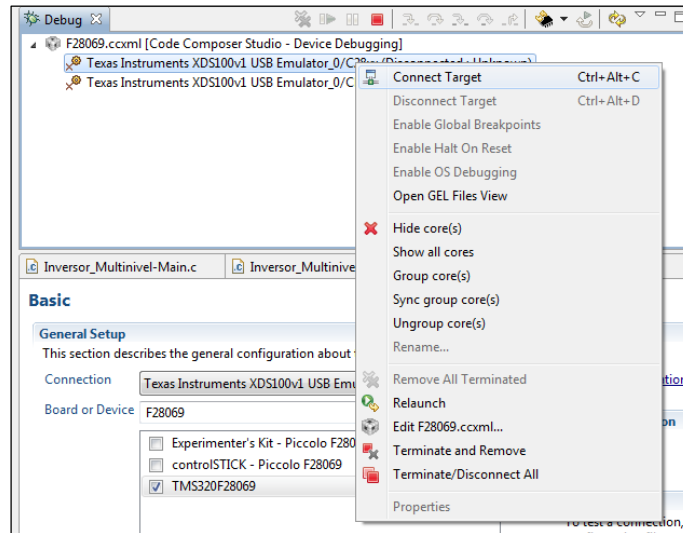 Debug
F28069.ccxml [Code Composer Studio - Device Debugging]
Texas Instruments XDS100v1 USB Emulator_0/C28xx (Disconnected : Unknown)
Texas Instruments XDS100v1 USB Emulator_0/C
Connect Target Ctrl+Alt+C
Disconnect Target Ctrl+Alt+D
Enable Global Breakpoints
Enable Halt On Reset
Enable OS Debugging
Open GEL Files View
Hide core(s)
Show all cores
Group core(s)
Sync group core(s)
Ungroup core(s)
Rename...
Remove All Terminated
Relaunch
Edit F28069.ccxml...
Terminate and Remove
Terminate/Disconnect All
Properties
Inversor_Multinivel-Main.c
Inversor_Multinive
Basic
General Setup
This section describes the general configuration about
Connection Texas Instruments XDS100v1 USB Emu
Board or Device F28069
Experimenter's Kit - Piccolo F280
controlSTICK - Piccolo F28069
TMS320F28069
To test a connection,